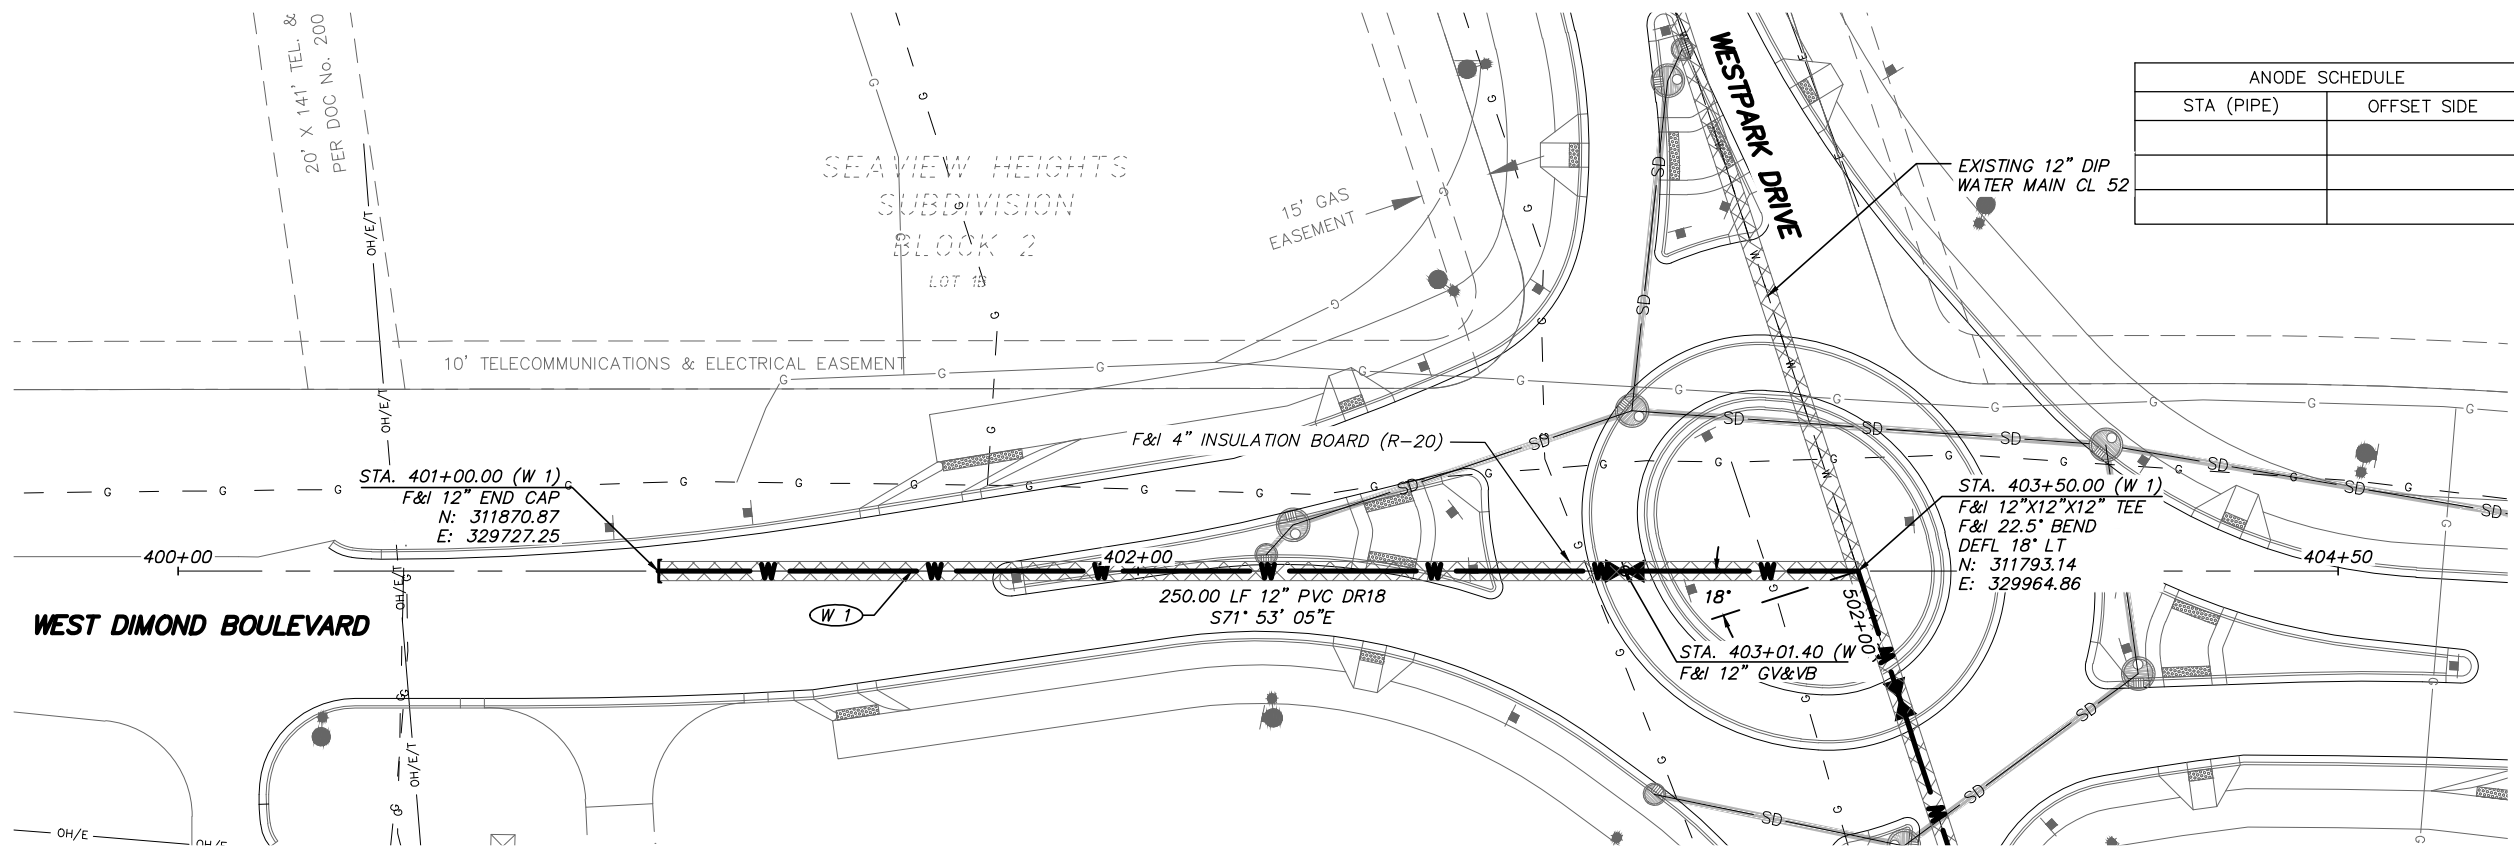 20' X 141' TEL. &
PER DOC No. 200
OH/E/T
SEAVIEW HEIGHTS
SUBDIVISION
BLOCK 2
15' GAS
EASEMENT
WESTPARK DRIVE
EXISTING 12" DIP
WATER MAIN CL 52
ANODE SCHEDULE
STA (PIPE)
OFFSET SIDE
10' TELECOMMUNICATIONS & ELECTRICAL EASEMENT
OH/E/T
F&I 4" INSULATION BOARD (R-20)
STA. 401+00.00 (W 1)
F&I 12" END CAP
N: 311870.87
E: 329727.25
STA. 403+50.00 (W 1)
F&I 12"X12"X12" TEE
F&I 22.5° BEND
DEFL 18° LT
N: 311793.14
E: 329964.86
400+00
402+00
404+50
OH/E/T
W 1
250.00 LF 12" PVC DR18
S71° 53' 05"E
18°
502+00
WEST DIMOND BOULEVARD
STA. 403+01.40 (W
F&I 12" GV&VB
OH/E/T
OH/E
OH/E
G
W
SD